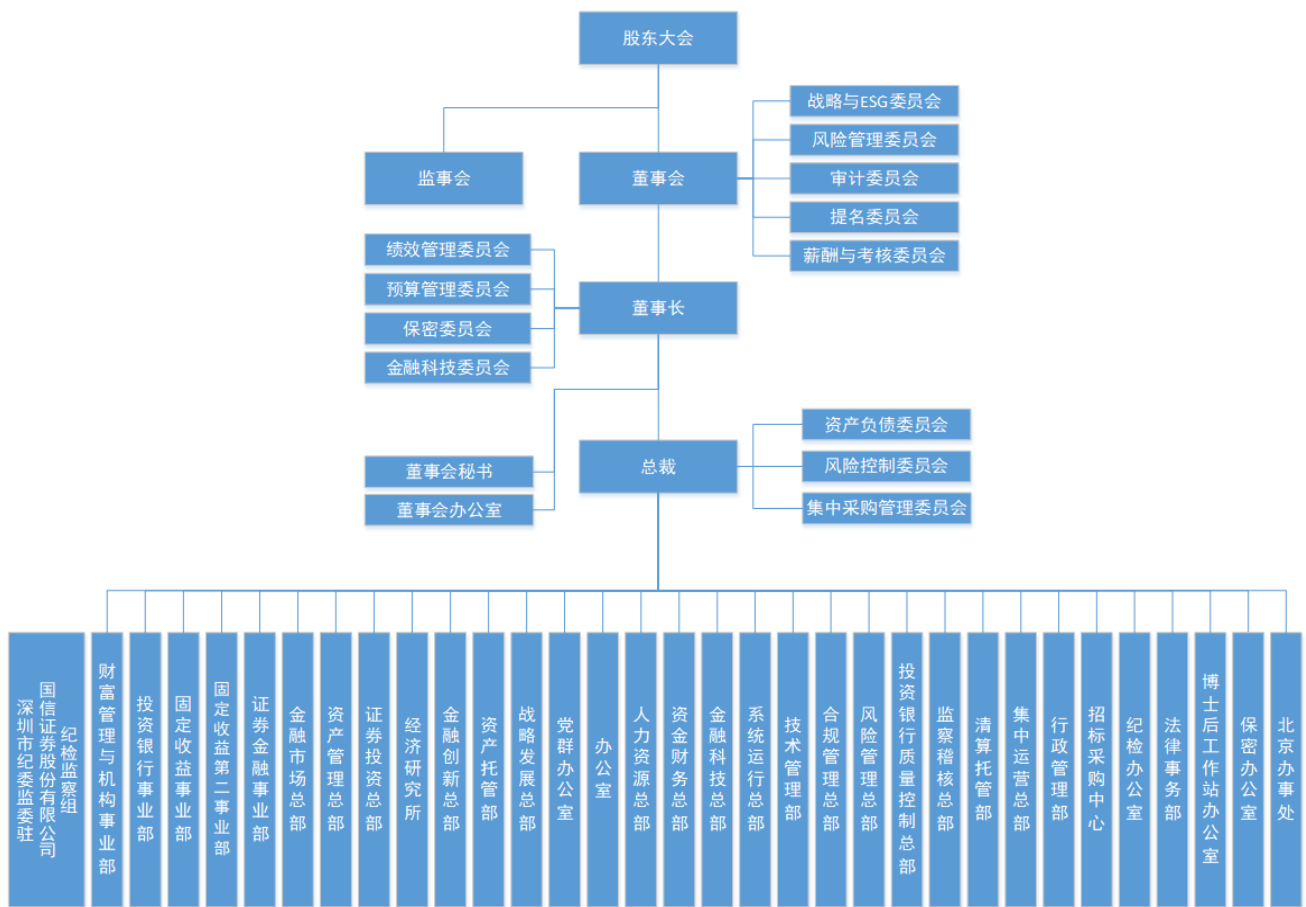 股东大会
战略与ESG委员会
风险管理委员会
监事会
董事会
审计委员会
提名委员会
薪酬与考核委员会
绩效管理委员会
预算管理委员会
董事长
保密委员会
金融科技委员会
资产负债委员会
总裁
风险控制委员会
董事会秘书
董事会办公室
集中采购管理委员会
深圳市纪委监委驻
国信证券股份有限公司
纪检监察组
财富管理与机构事业部
投资银行事业部
固定收益事业部
固定收益第二事业部
证券金融事业部
金融市场总部
资产管理总部
证券投资总部
经济研究所
金融创新总部
资产托管部
战略发展总部
党群办公室
办公室
人力资源总部
资金财务总部
金融科技总部
系统运行总部
技术管理部
合规管理总部
风险管理总部
投资银行质量控制总部
监察稽核总部
清算托管部
集中运营总部
行政管理部
招标采购中心
纪检办公室
法律事务部
博士后工作站办公室
保密办公室
北京办事处